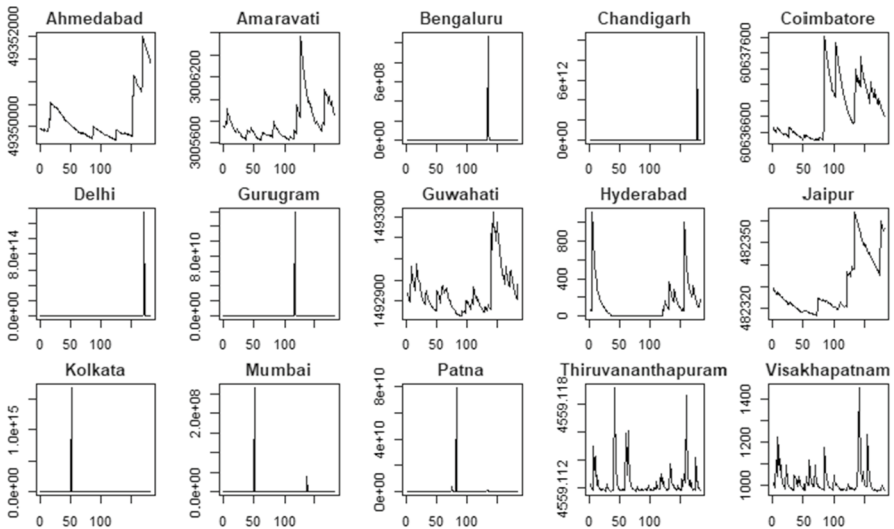 Ahmedabad Amaravati Bengaluru Chandigarh Coimbatore
49350000 49352000 3005600 3006200 0e+00 6e+08 0e+00 6e+12 60636600 60637600
0 50 100 0 50 100 0 50 100 0 50 100 0 50 100
Delhi Gurugram Guwahati Hyderabad Jaipur
0.0e+00 8.0e+14 0.0e+00 8.0e+10 1492900 1493300 0 400 800 482320 482350
0 50 100 0 50 100 0 50 100 0 50 100 0 50 100
Kolkata Mumbai Patna Thiruvananthapuram Visakhapatnam
0.0e+00 1.0e+15 0.0e+00 2.0e+08 0e+00 4e+10 8e+10 4559.112 4559.118 1000 1200 1400
0 50 100 0 50 100 0 50 100 0 50 100 0 50 100